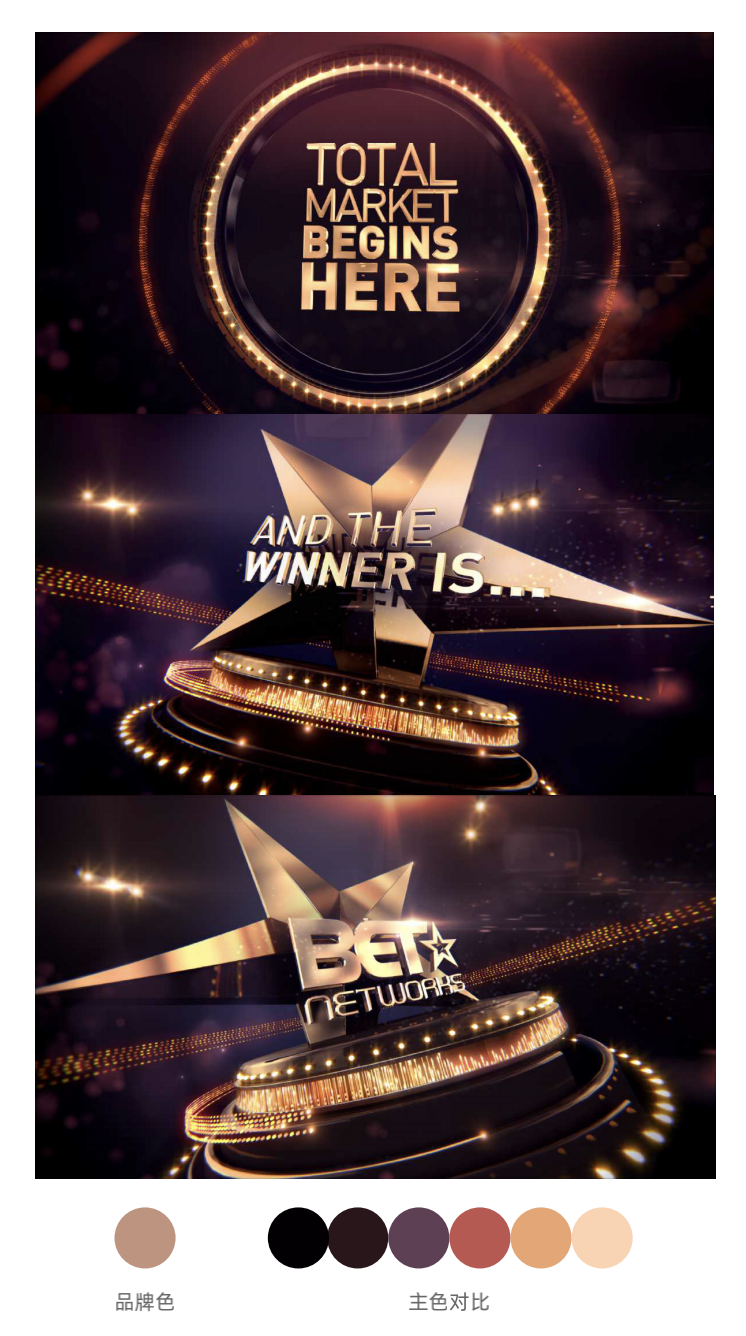 TOTAL
MARKET
BEGINS
HERE
AND THE
WINNER IS...
BET
NETWORKS
品牌色
主色对比